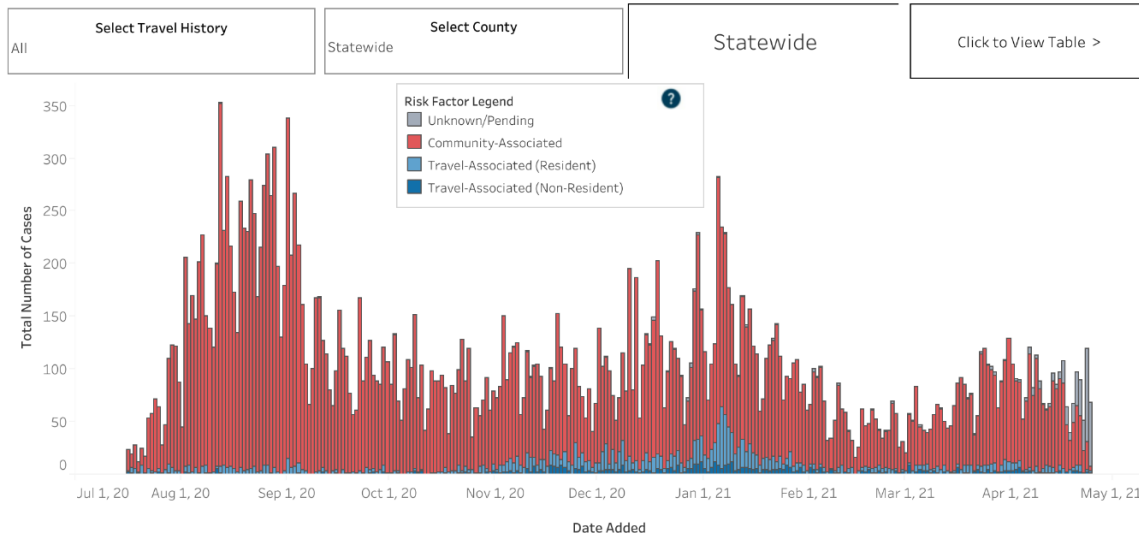 Select Travel History
All
Select County
Statewide
Statewide
Click to View Table >
Risk Factor Legend
?
Unknown/Pending
Community-Associated
Travel-Associated (Resident)
Travel-Associated (Non-Resident)
Total Number of Cases
350
300
250
200
150
100
50
0
Jul 1, 20
Aug 1, 20
Sep 1, 20
Oct 1, 20
Nov 1, 20
Dec 1, 20
Jan 1, 21
Feb 1, 21
Mar 1, 21
Apr 1, 21
May 1, 21
Date Added